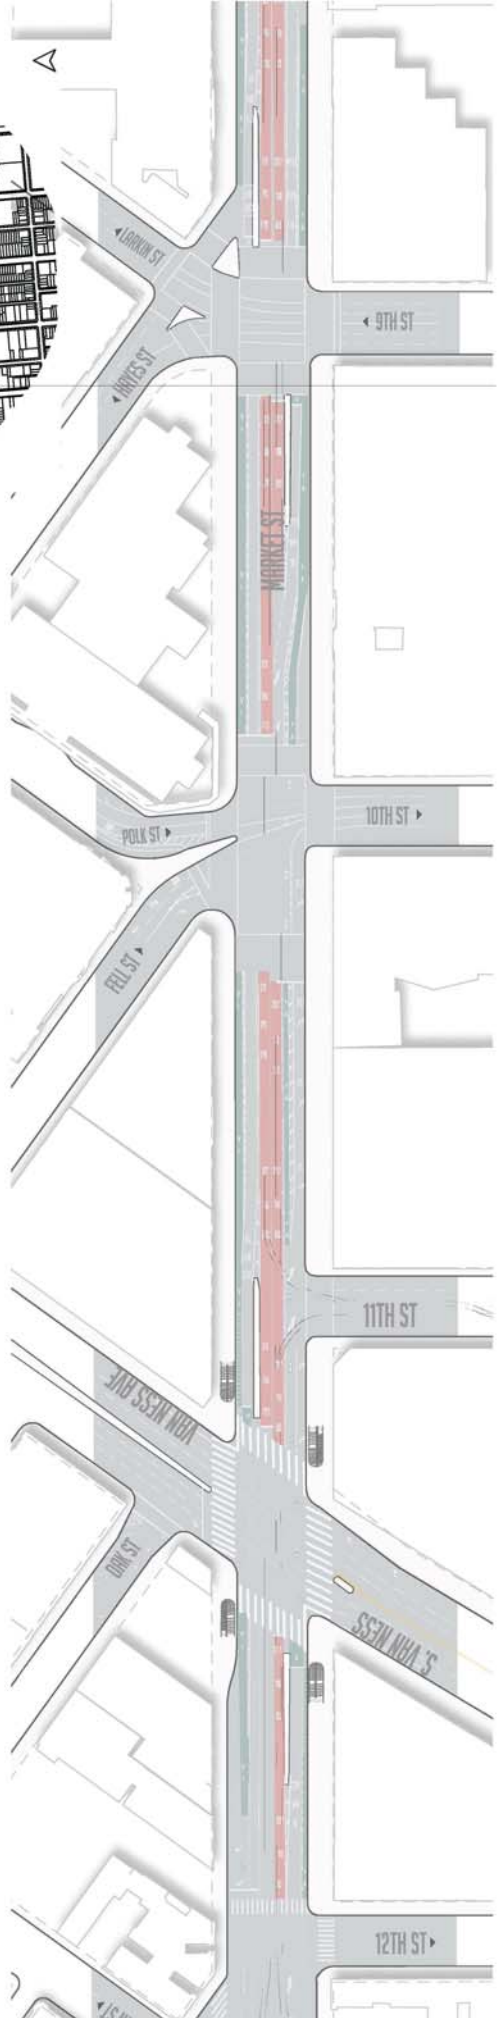 ◄LARKIN ST
◄ 9TH ST
◄HAYES ST
MARKET ST
10TH ST ►
POLK ST ►
FELL ST ►
11TH ST
VAN NESS AVE
OAK ST
S. VAN NESS
12TH ST►